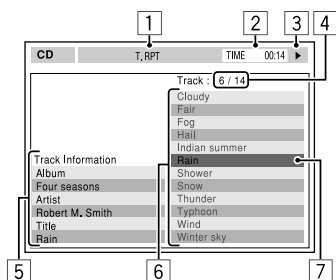 1 2 3 4
CD T. RPT TIME 00:14
Track : 6 / 14
Cloudy
Fair
Fog
Hail
Indian summer
Rain
Shower
Snow
Thunder
Typhoon
Wind
Winter sky
Track Information
Album
Four seasons
Artist
Robert M. Smith
Title
Rain
5 6 7